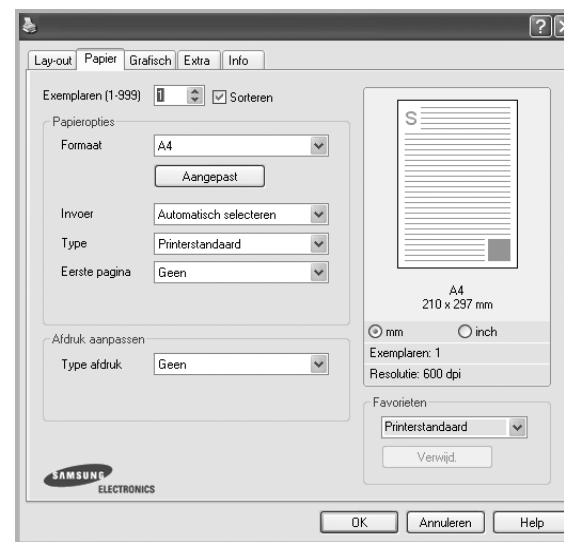 Lay-out Papier Grafisch Extra Info
Exemplaren (1-999) 1 Sorteren
Papieropties
Formaat A4
Aangepast
Invoer Automatisch selecteren
Type Printerstandaard
Eerste pagina Geen
Afdruk aanpassen
Type afdruk Geen
SAMSUNG
ELECTRONICS
S
A4
210 x 297 mm
mm inch
Exemplaren: 1
Resolutie: 600 dpi
Favorieten
Printerstandaard
Verwijd.
OK Annuleren Help